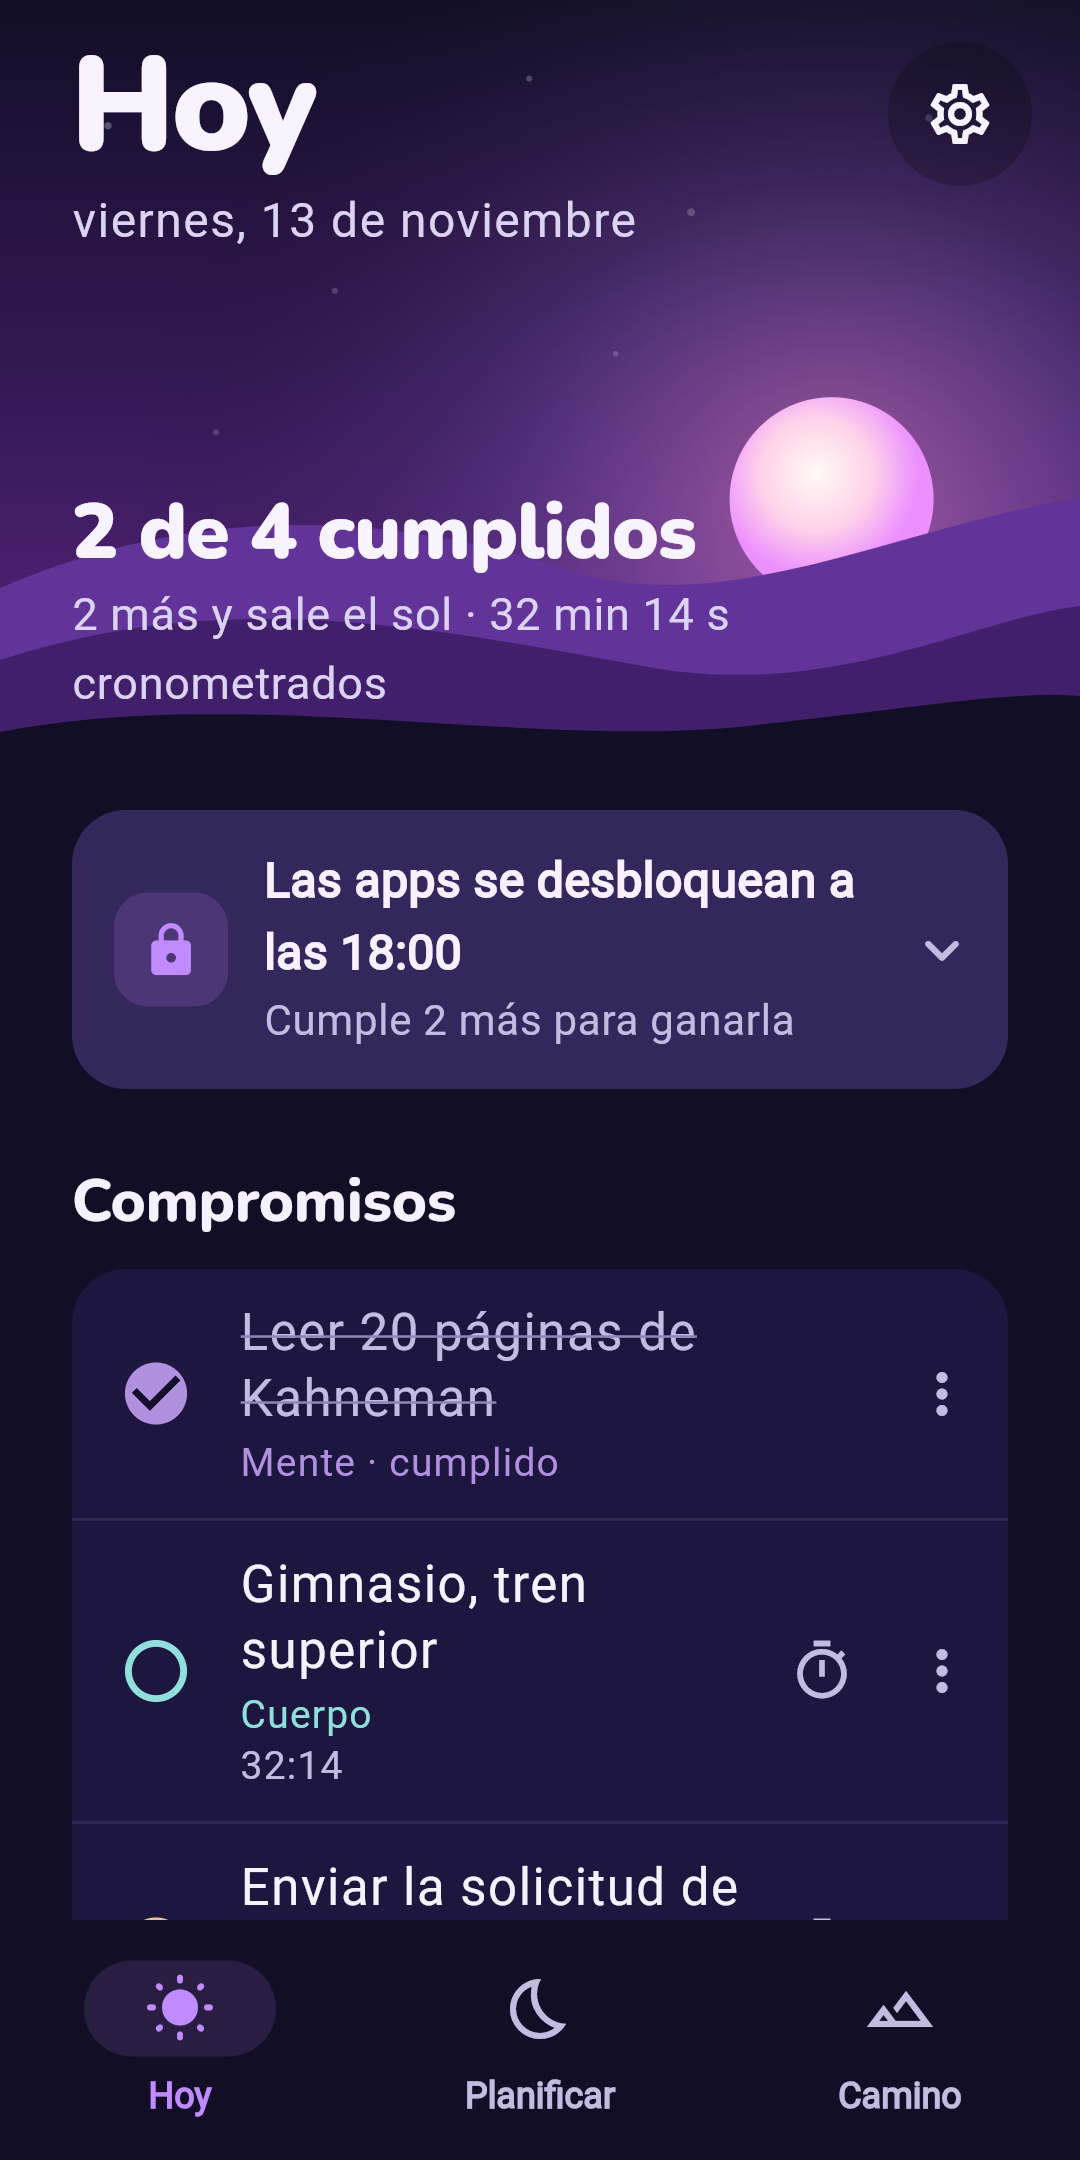 Hoy
viernes, 13 de noviembre
2 de 4 cumplidos
2 más y sale el sol · 32 min 14 s
cronometrados
Las apps se desbloquean a
las 18:00
Cumple 2 más para ganarla
Compromisos
Leer 20 páginas de
Kahneman
Mente · cumplido
Gimnasio, tren
superior
Cuerpo
32:14
Enviar la solicitud de
Hoy
Planificar
Camino